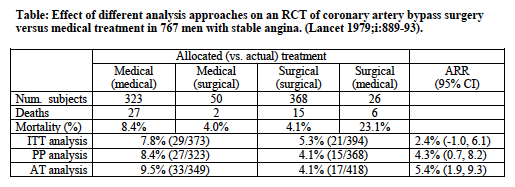 Table: Effect of different analysis approaches on an RCT of coronary artery bypass surgery
versus medical treatment in 767 men with stable angina. (Lancet 1979;i:889-93).
Allocated (vs. actual) treatment
Medical (medical) Medical (surgical) Surgical (surgical) Surgical (medical) ARR (95% CI)
Num. subjects 323 50 368 26
Deaths 27 2 15 6
Mortality (%) 8.4% 4.0% 4.1% 23.1%
ITT analysis 7.8% (29/373) 5.3% (21/394) 2.4% (-1.0, 6.1)
PP analysis 8.4% (27/323) 4.1% (15/368) 4.3% (0.7, 8.2)
AT analysis 9.5% (33/349) 4.1% (17/418) 5.4% (1.9, 9.3)